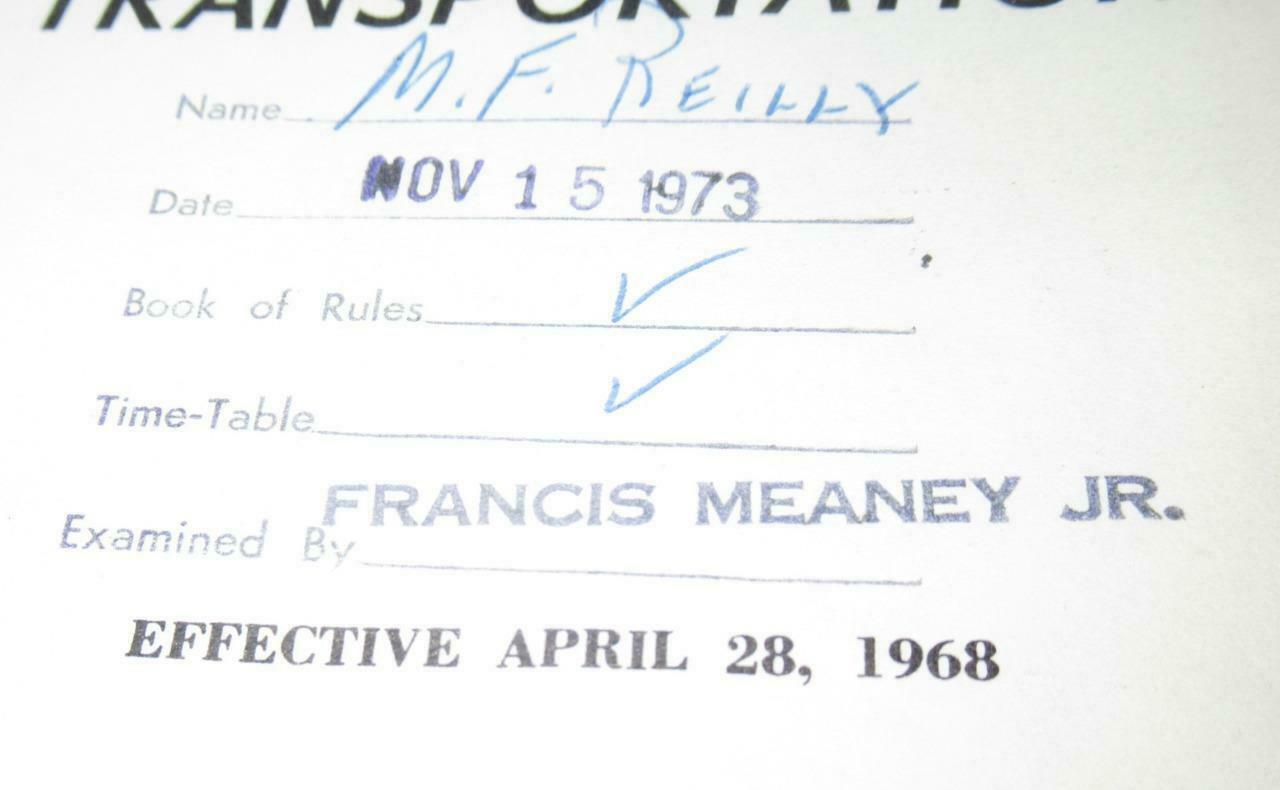 TRANSPORTATION
Name M. F. REILLY
Date NOV 15 1973
Book of Rules ✓
Time-Table ✓
Examined By FRANCIS MEANEY JR.
EFFECTIVE APRIL 28, 1968